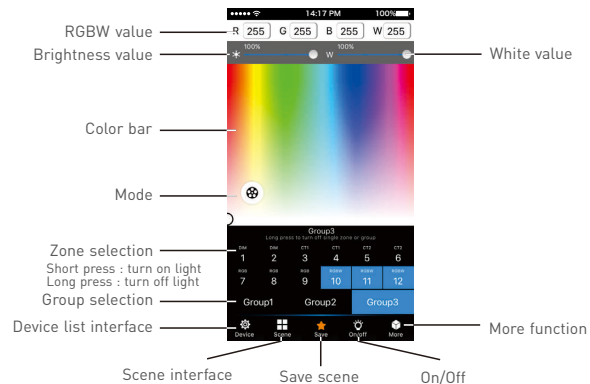 14:17 PM 100%
RGBW value
R 255 G 255 B 255 W 255
Brightness value
100% W 100%
White value
Color bar
Mode
Group3
Long press to turn off single zone or group
Zone selection
DIM DIM CT1 CT1 CT2 CT2
1 2 3 4 5 6
Short press : turn on light
Long press : turn off light
RGB RGB RGB RGBW RGBW RGBW
7 8 9 10 11 12
Group selection
Group1 Group2 Group3
Device list interface
Device Scene Save On/off More
More function
Scene interface Save scene On/Off